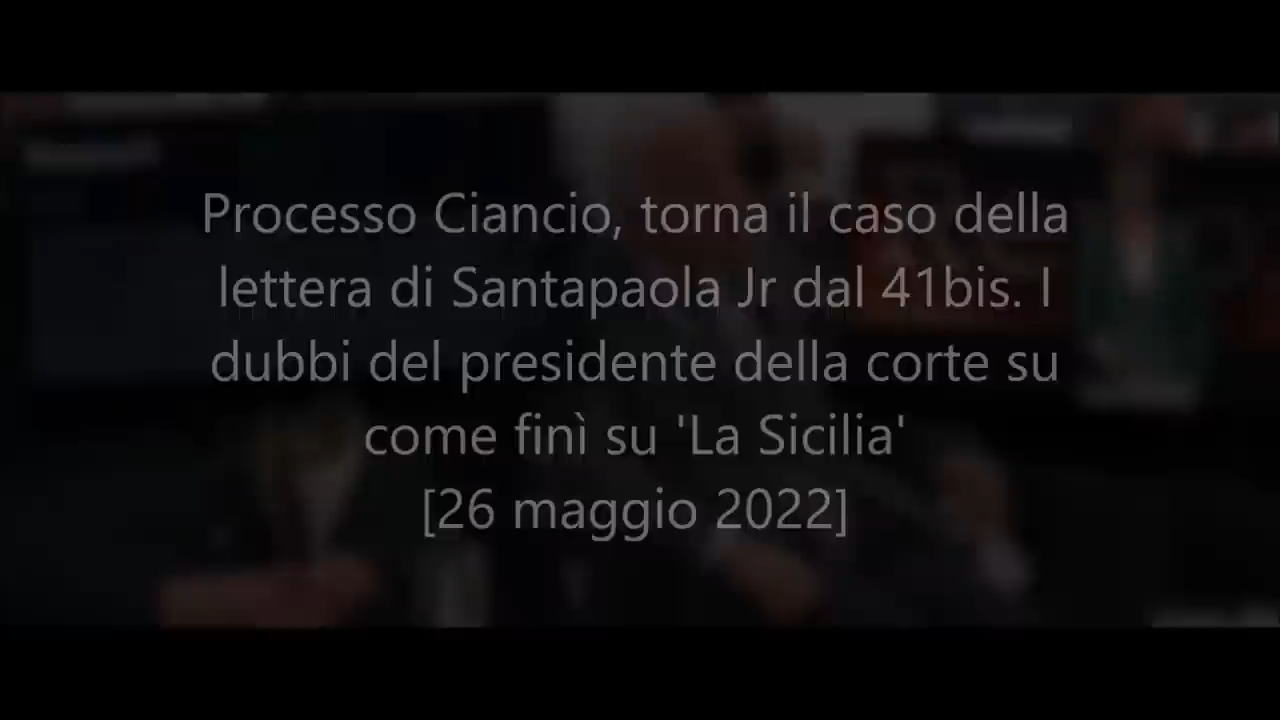 Processo Ciancio, torna il caso della
lettera di Santapaola Jr dal 41bis. I
dubbi del presidente della corte su
come finì su 'La Sicilia'
[26 maggio 2022]